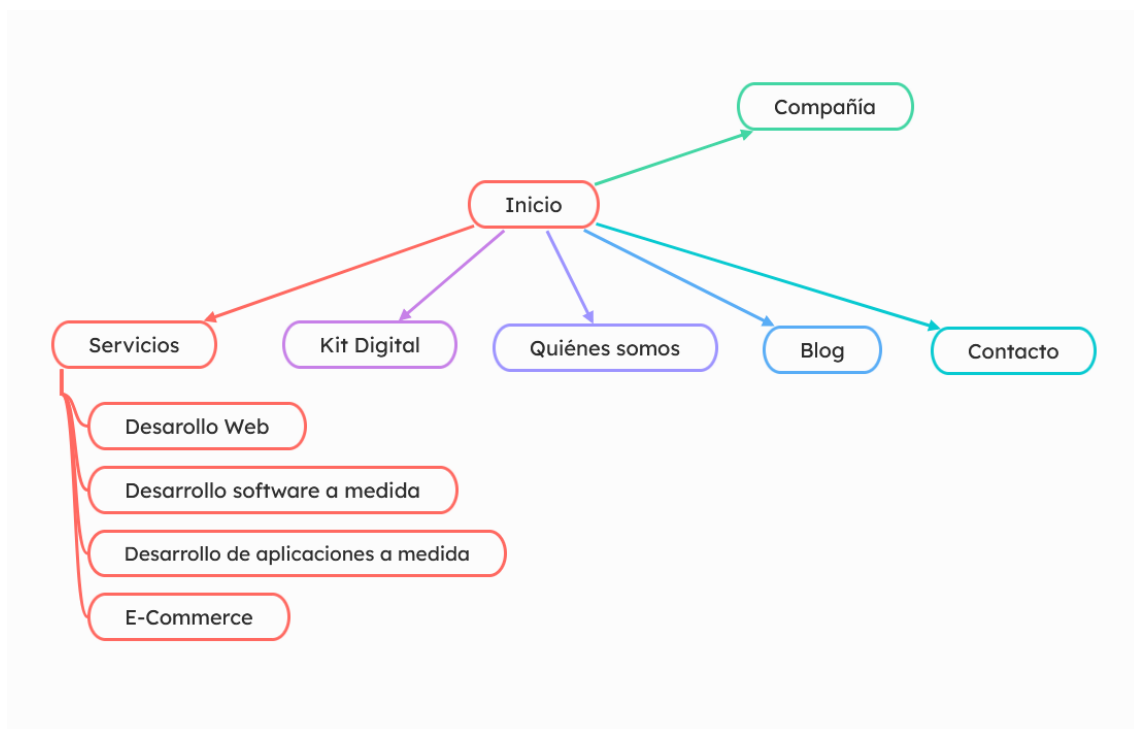 Compañía
Inicio
Servicios
Kit Digital
Quiénes somos
Blog
Contacto
Desarollo Web
Desarrollo software a medida
Desarrollo de aplicaciones a medida
E-Commerce